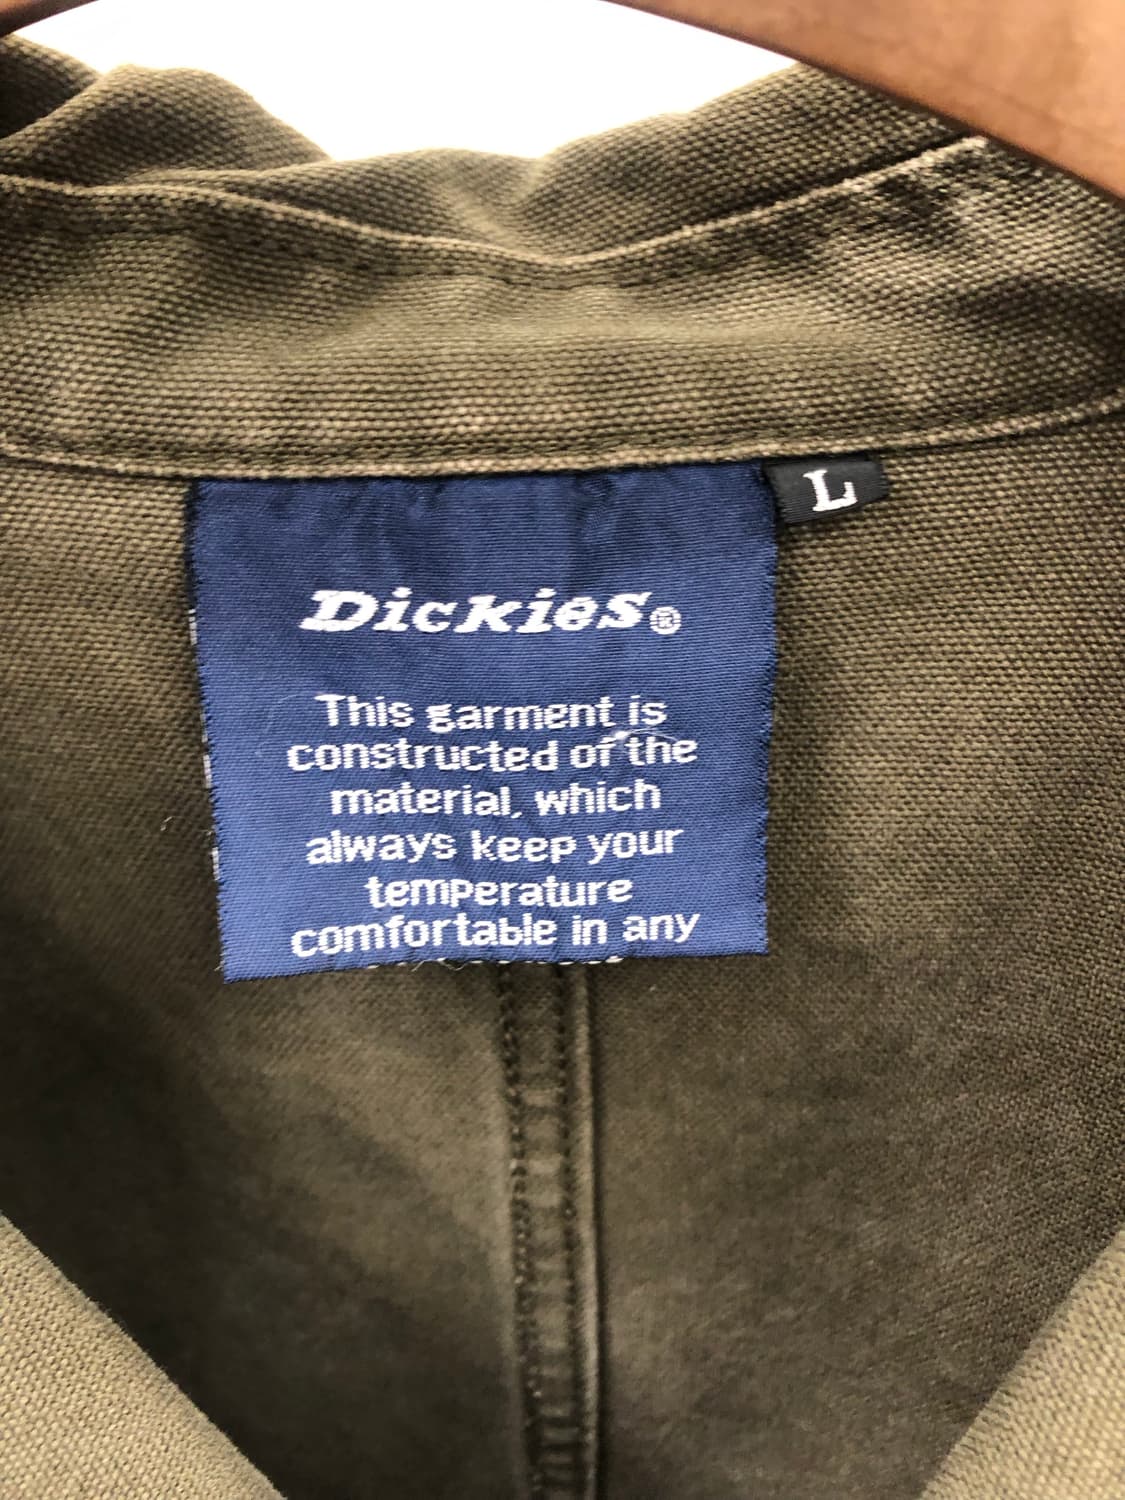 L
Dickies®
This garment is
constructed of the
material, which
always keep your
temperature
comfortable in any